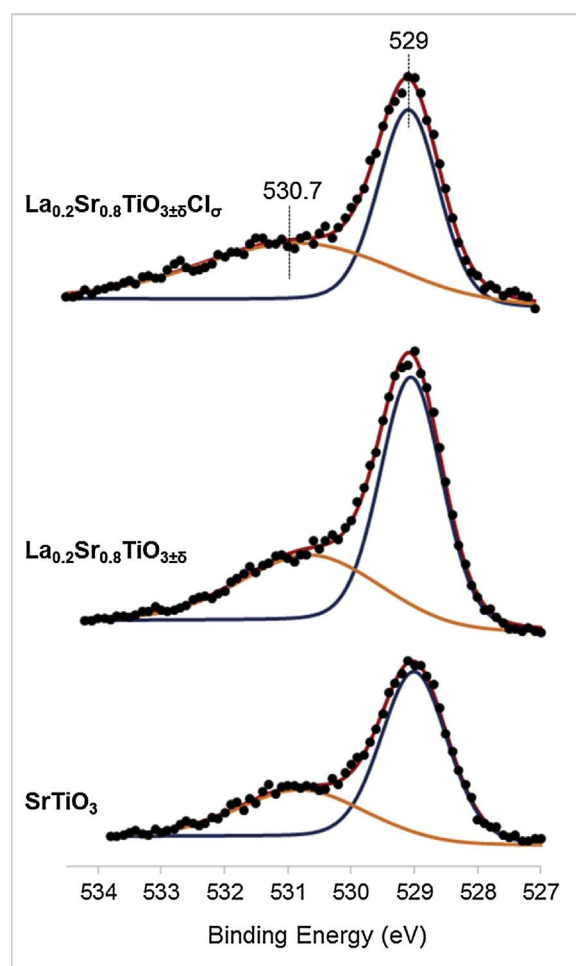 529
530.7
La₀.₂Sr₀.₈TiO₃±δClσ
La₀.₂Sr₀.₈TiO₃±δ
SrTiO₃
534 533 532 531 530 529 528 527
Binding Energy (eV)